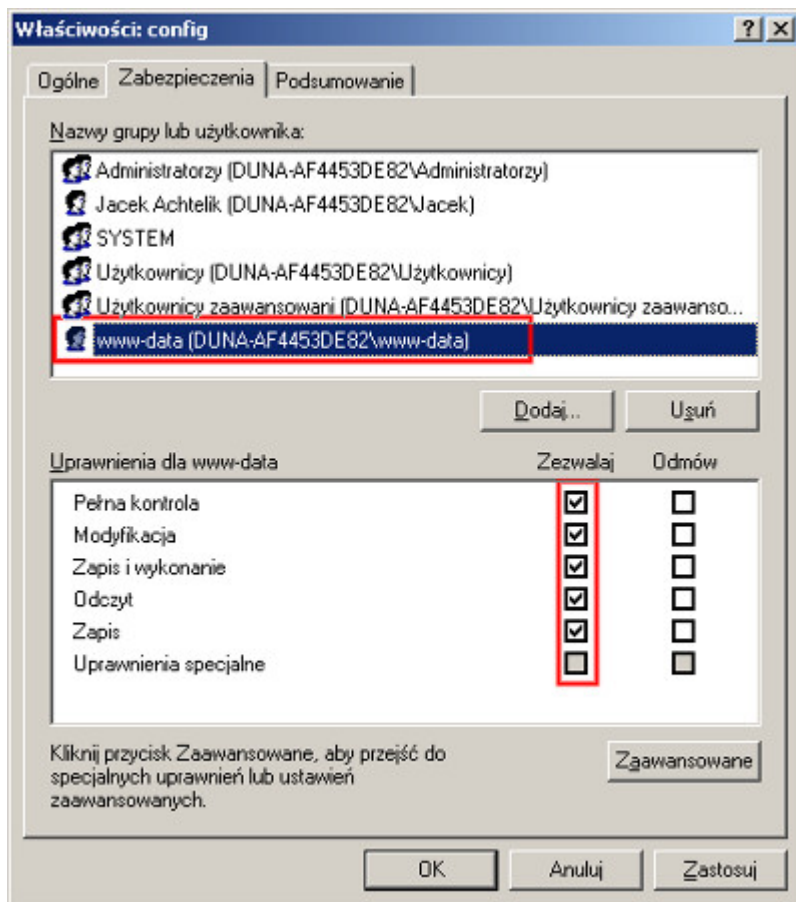 Właściwości: config
Ogólne Zabezpieczenia Podsumowanie
Nazwy grupy lub użytkownika:
Administratorzy (DUNA-AF4453DE82\Administratorzy)
Jacek Achtelik (DUNA-AF4453DE82\Jacek)
SYSTEM
Użytkownicy (DUNA-AF4453DE82\Użytkownicy)
Użytkownicy zaawansowani (DUNA-AF4453DE82\Użytkownicy zaawanso...
www-data (DUNA-AF4453DE82\www-data)
Dodaj... Usuń
Uprawnienia dla www-data Zezwalaj Odmów
Pełna kontrola
Modyfikacja
Zapis i wykonanie
Odczyt
Zapis
Uprawnienia specjalne
Kliknij przycisk Zaawansowane, aby przejść do
specjalnych uprawnień lub ustawień
zaawansowanych.
Zaawansowane
OK Anuluj Zastosuj